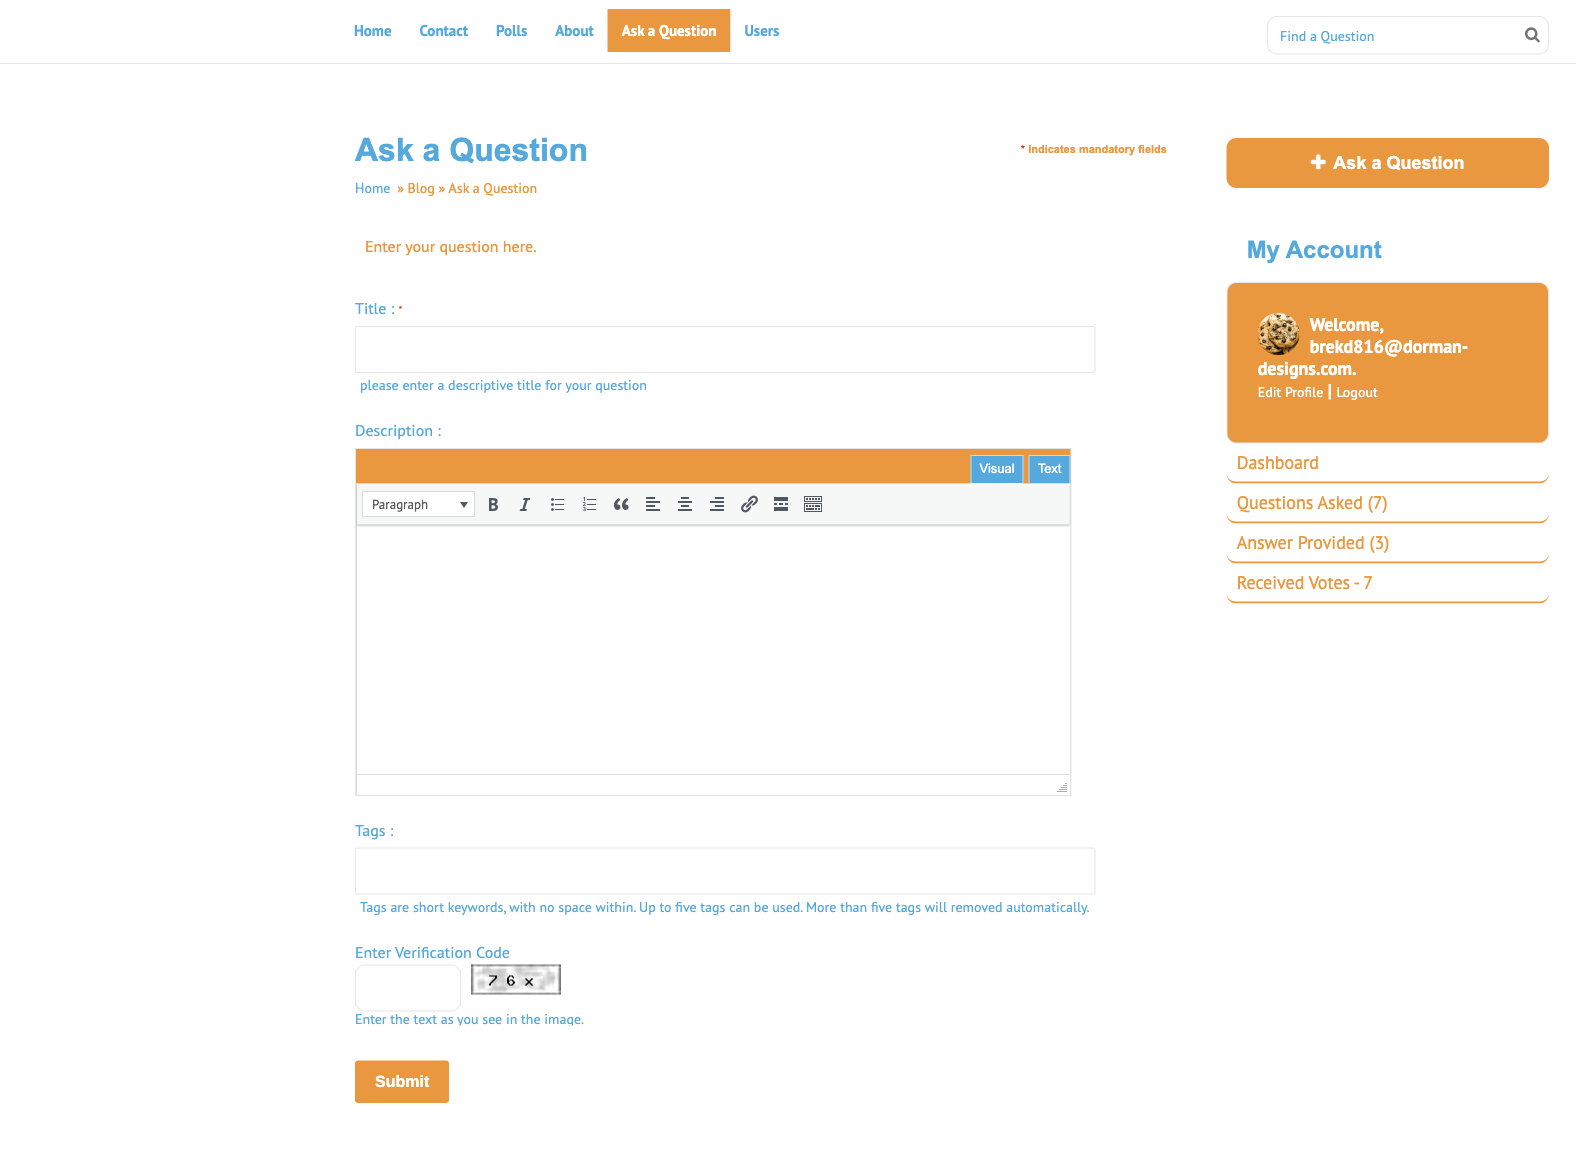 Home Contact Polls About Ask a Question Users
Find a Question
Ask a Question
* Indicates mandatory fields
Home » Blog » Ask a Question
Enter your question here.
Title : *
please enter a descriptive title for your question
Description :
Visual Text
Paragraph
Tags :
Tags are short keywords, with no space within. Up to five tags can be used. More than five tags will removed automatically.
Enter Verification Code
7 6 x
Enter the text as you see in the image.
Submit
Ask a Question
My Account
Welcome,
brekd816@dorman-
designs.com.
Edit Profile | Logout
Dashboard
Questions Asked (7)
Answer Provided (3)
Received Votes - 7